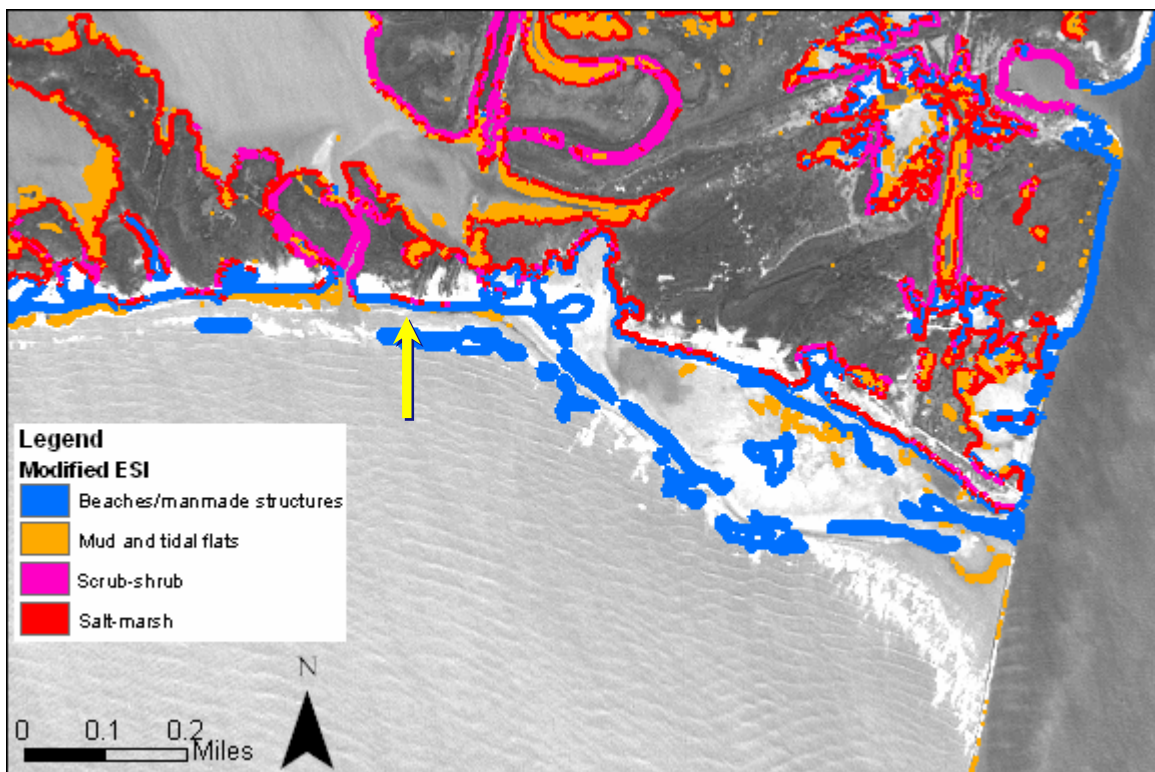 Legend
Modified ESI
Beaches/manmade structures
Mud and tidal flats
Scrub-shrub
Salt-marsh
N
0 0.1 0.2
Miles